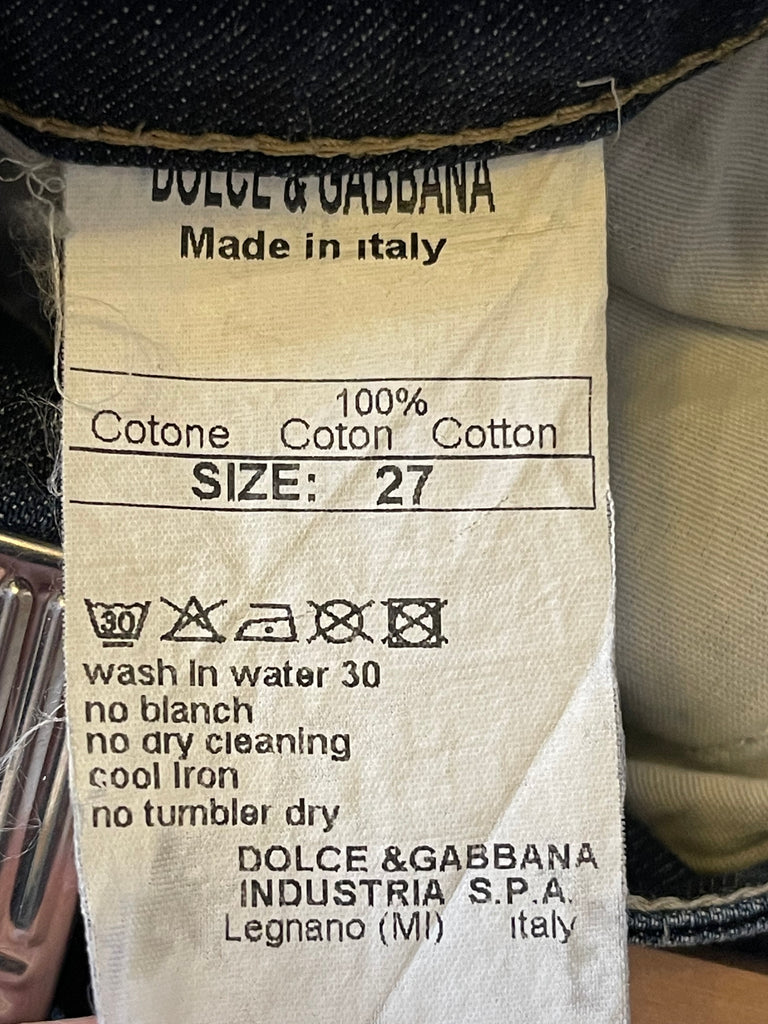 DOLCE & GABBANA
Made in ıtaly
100%
Cotone Coton Cotton
SIZE: 27
30
wash In water 30
no blanch
no dry cleanIng
cool Iron
no tumbler dry
DOLCE &GABBANA
INDUSTRIA S.P.A.
Legnano (MI) ıtaly